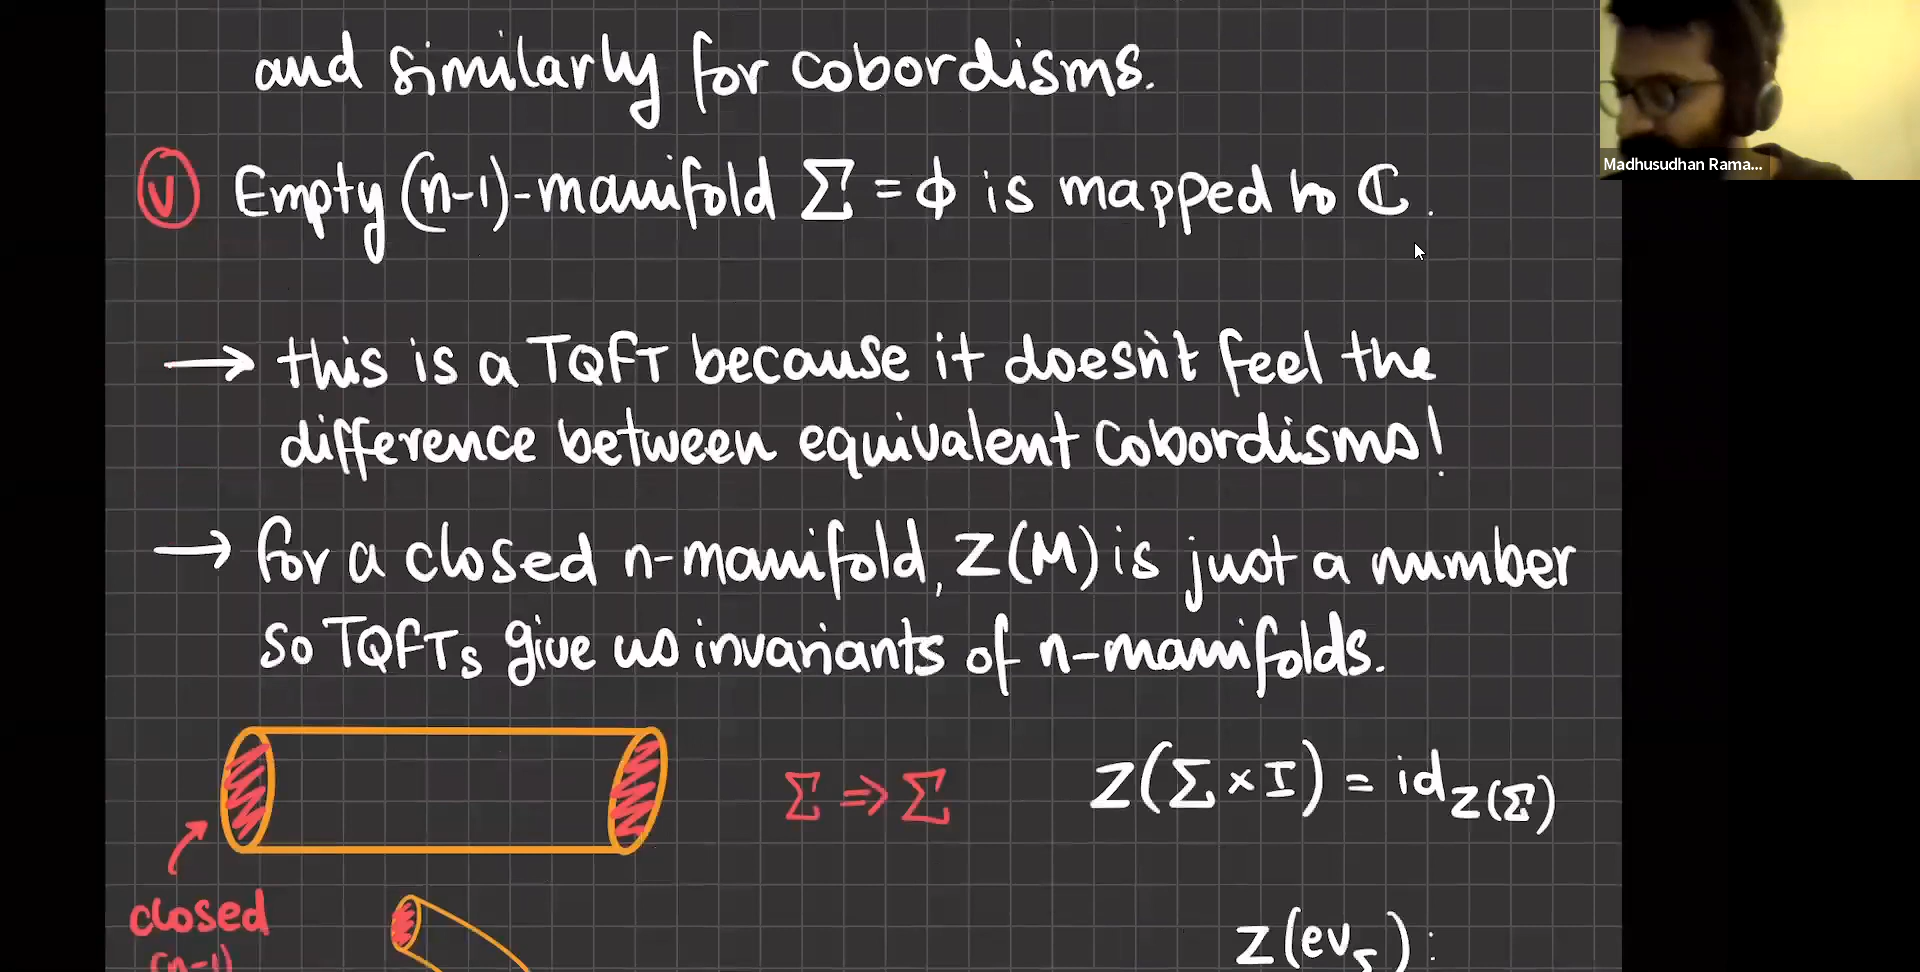 and similarly for cobordisms.
Madhusudhan Rama...
V Empty (n-1)-manifold Σ = ϕ is mapped to ℂ.
→ this is a TQFT because it doesn't feel the
difference between equivalent cobordisms!
→ for a closed n-manifold, Z(M) is just a number
so TQFTs give us invariants of n-manifolds.
Σ ⇒ Σ
Z(Σ × I) = id_Z(Σ)
closed
(n-1)
Z(ev_Σ) :